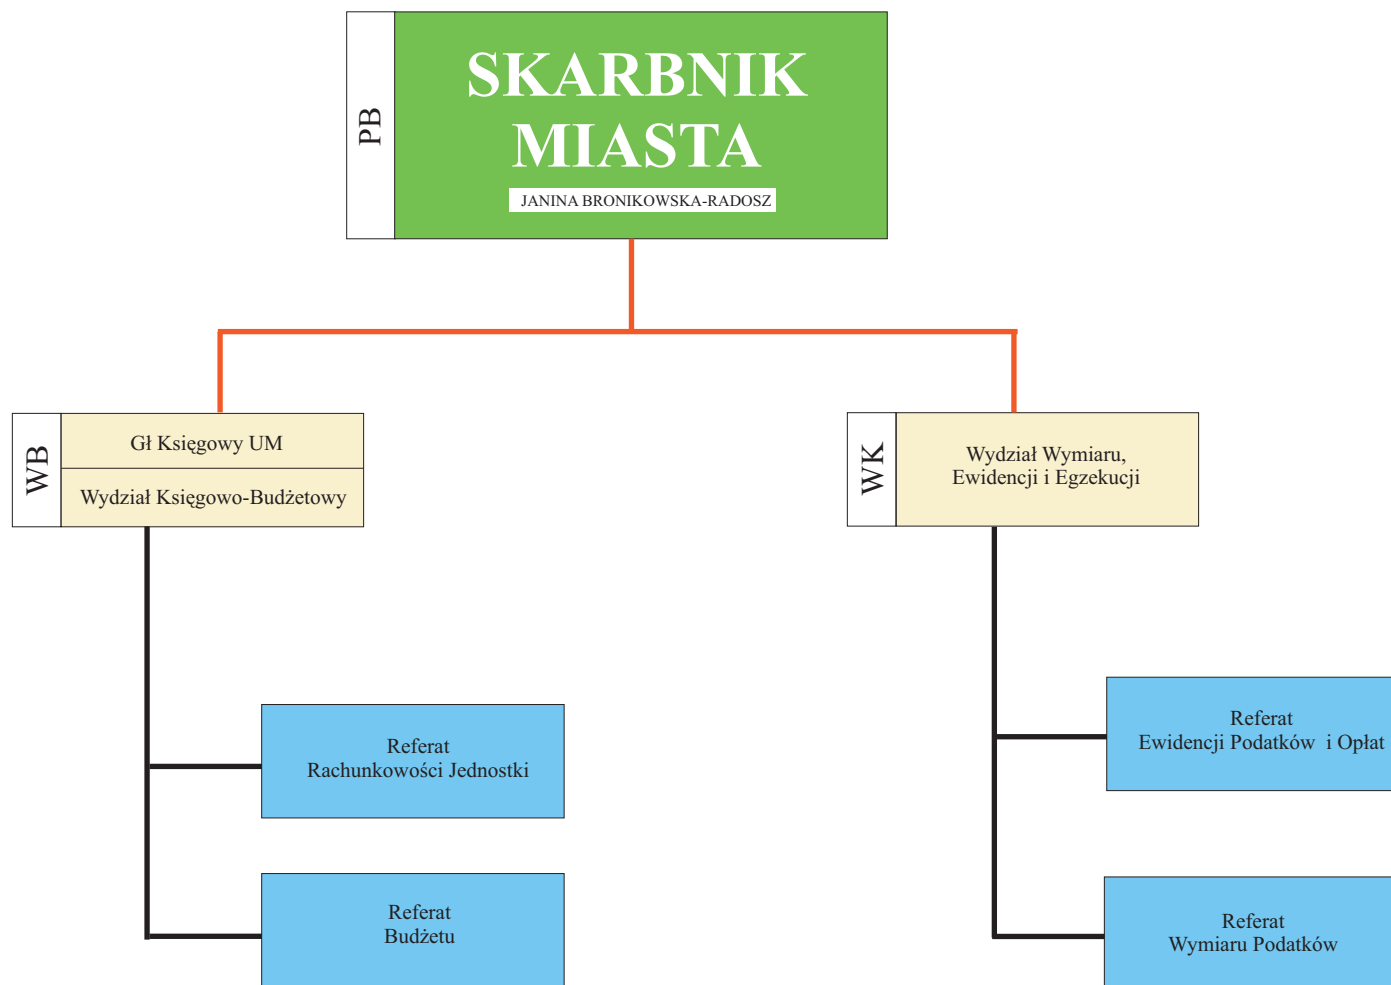 PB
SKARBNIK
MIASTA
JANINA BRONIKOWSKA-RADOSZ
WB
Gł Księgowy UM
Wydział Księgowo-Budżetowy
WK
Wydział Wymiaru,
Ewidencji i Egzekucji
Referat
Rachunkowości Jednostki
Referat
Budżetu
Referat
Ewidencji Podatków i Opłat
Referat
Wymiaru Podatków